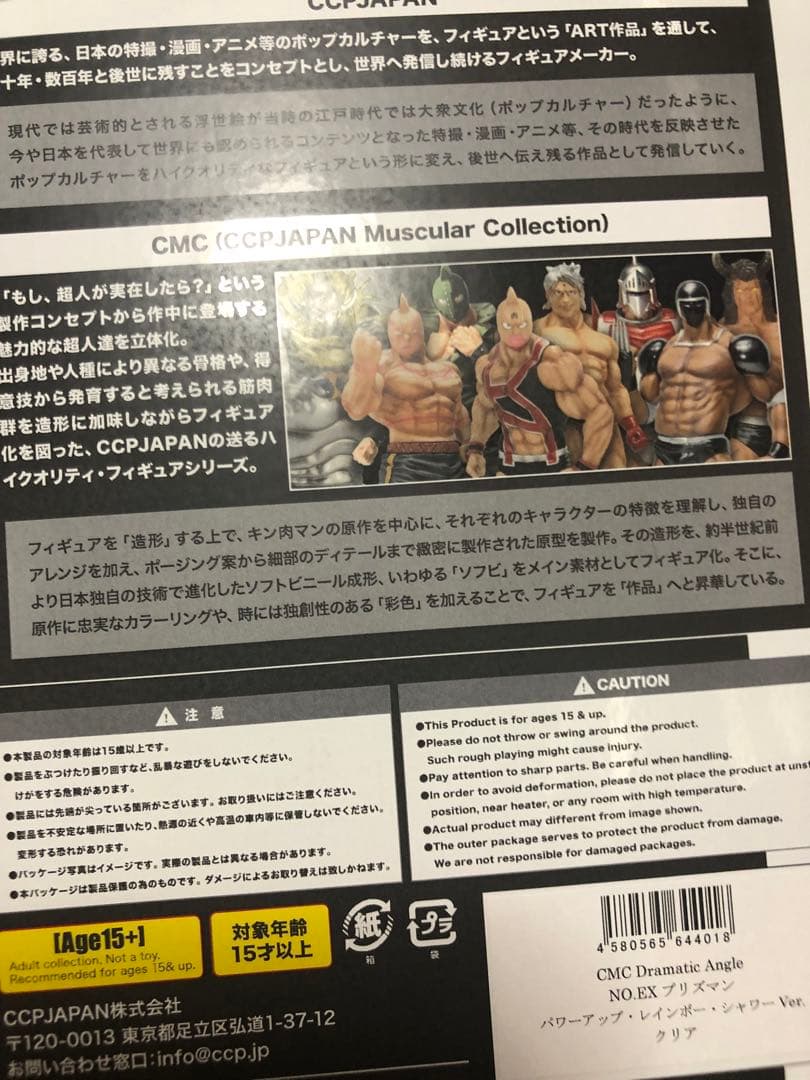 CCPJAPAN
界に誇る、日本の特撮・漫画・アニメ等のポップカルチャーを、フィギュアという「ART作品」を通して、
十年・数百年と後世に残すことをコンセプトとし、世界へ発信し続けるフィギュアメーカー。
現代では芸術的とされる浮世絵が当時の江戸時代では大衆文化（ポップカルチャー）だったように、
今や日本を代表して世界にも認められるコンテンツとなった特撮・漫画・アニメ等、その時代を反映させた
ポップカルチャーをハイクオリティなフィギュアという形に変え、後世へ伝え残る作品として発信していく。
CMC (CCPJAPAN Muscular Collection)
「もし、超人が実在したら？」という
製作コンセプトから作中に登場する
魅力的な超人達を立体化。
出身地や人種により異なる骨格や、得
意技から発育すると考えられる筋肉
群を造形に加味しながらフィギュア
化を図った、CCPJAPANの送るハ
イクオリティ・フィギュアシリーズ。
フィギュアを「造形」する上で、キン肉マンの原作を中心に、それぞれのキャラクターの特徴を理解し、独自の
アレンジを加え、ポージング案から細部のディテールまで緻密に製作された原型を製作。その造形を、約半世紀前
より日本独自の技術で進化したソフトビニール成形、いわゆる「ソフビ」をメイン素材としてフィギュア化。そこに、
原作に忠実なカラーリングや、時には独創性のある「彩色」を加えることで、フィギュアを「作品」へと昇華している。
注 意
●本製品の対象年齢は15歳以上です。
●製品をぶつけたり振り回すなど、乱暴な遊びをしないでください。
けがをする危険があります。
●製品には先端が尖っている箇所がございます。お取り扱いにはご注意ください。
●製品を不安定な場所に置いたり、熱源の近くや高温の車内等に保管しないでください。
変形する恐れがあります。
●パッケージ写真はイメージです。実際の製品とは異なる場合があります。
●本パッケージは製品保護の為のものです。ダメージによるお取り替えは致しかねます。
CAUTION
●This Product is for ages 15 & up.
●Please do not throw or swing around the product.
Such rough playing might cause injury.
●Pay attention to sharp parts. Be careful when handling.
●In order to avoid deformation, please do not place the product at unst
position, near heater, or any room with high temperature.
●Actual product may different from image shown.
●The outer package serves to protect the product from damage.
We are not responsible for damaged packages.
[Age15+]
Adult collection, Not a toy.
Recommended for ages 15& up.
対象年齢
15才以上
紙
箱
プラ
袋
4 580565 644018
CMC Dramatic Angle
NO.EX プリズマン
パワーアップ・レインボー・シャワー Ver.
クリア
CCPJAPAN株式会社
〒120-0013 東京都足立区弘道1-37-12
お問い合わせ窓口:info@ccp.jp